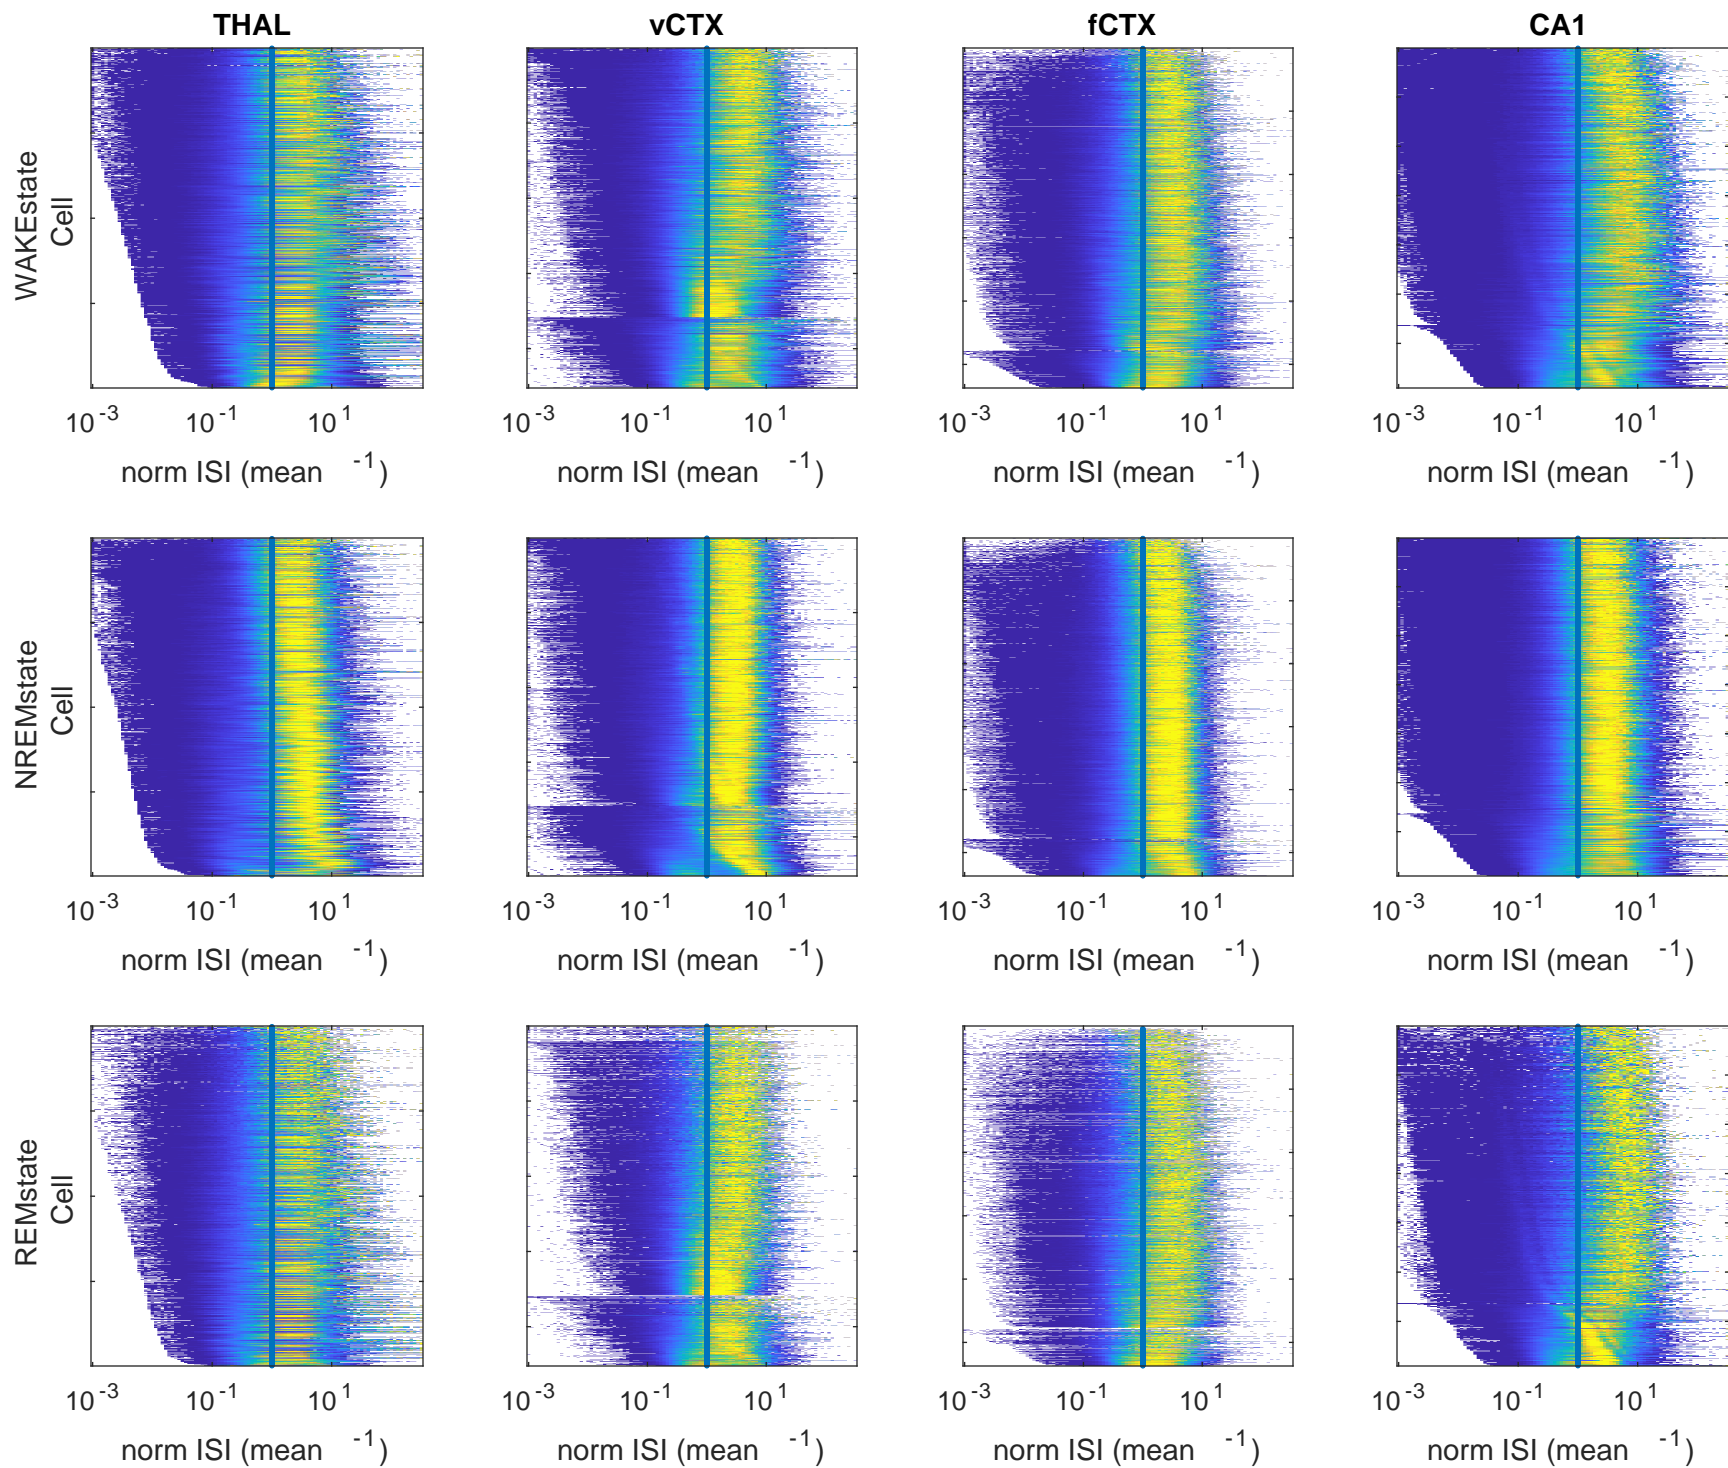 THAL vCTX fCTX CA1
WAKEstate
Cell
10^-3 10^-1 10^1 10^-3 10^-1 10^1 10^-3 10^-1 10^1 10^-3 10^-1 10^1
norm ISI (mean ^-1) norm ISI (mean ^-1) norm ISI (mean ^-1) norm ISI (mean ^-1)
NREMstate
Cell
10^-3 10^-1 10^1 10^-3 10^-1 10^1 10^-3 10^-1 10^1 10^-3 10^-1 10^1
norm ISI (mean ^-1) norm ISI (mean ^-1) norm ISI (mean ^-1) norm ISI (mean ^-1)
REMstate
Cell
10^-3 10^-1 10^1 10^-3 10^-1 10^1 10^-3 10^-1 10^1 10^-3 10^-1 10^1
norm ISI (mean ^-1) norm ISI (mean ^-1) norm ISI (mean ^-1) norm ISI (mean ^-1)